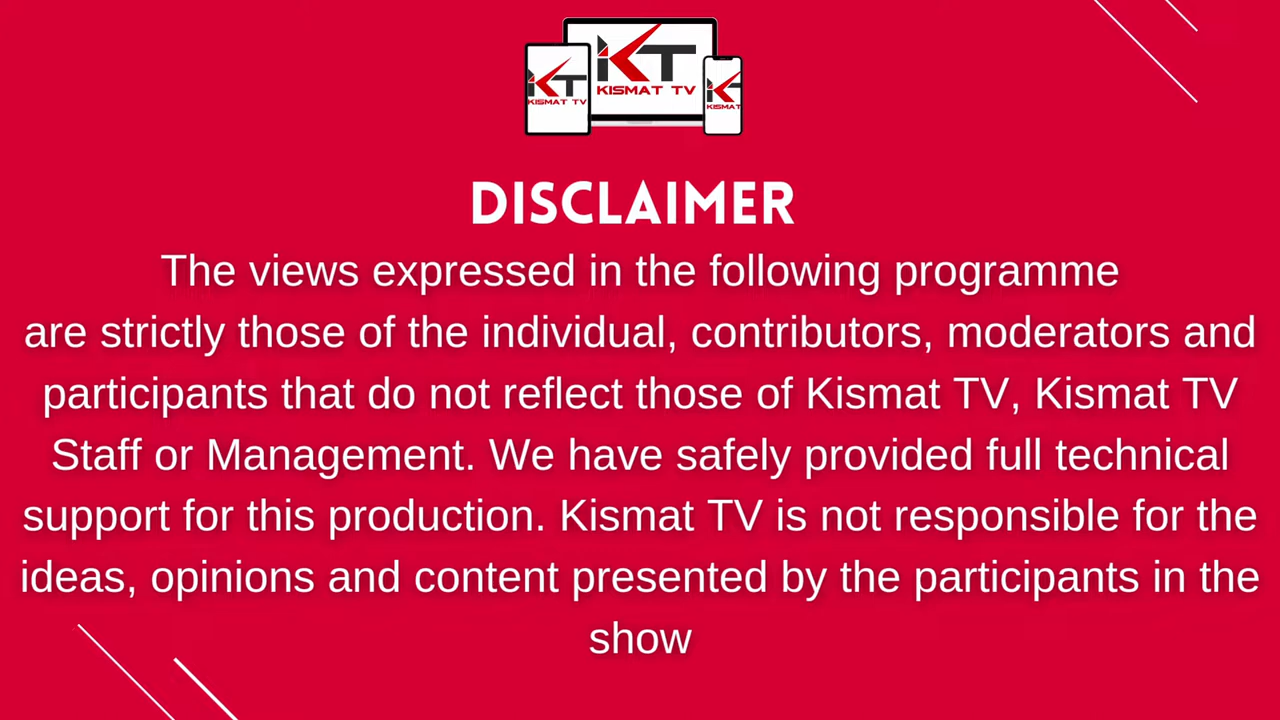 KT
KISMAT TV
KT
KISMAT TV
KT
KISMAT
DISCLAIMER
The views expressed in the following programme
are strictly those of the individual, contributors, moderators and
participants that do not reflect those of Kismat TV, Kismat TV
Staff or Management. We have safely provided full technical
support for this production. Kismat TV is not responsible for the
ideas, opinions and content presented by the participants in the
show